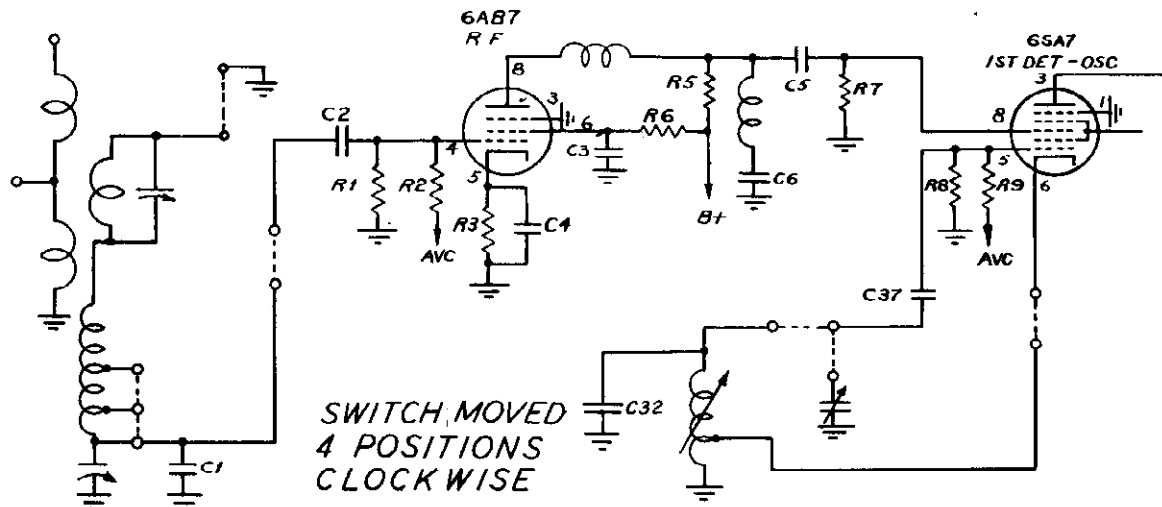 6AB7
RF
6SA7
1ST DET-OSC
8
3
6
4
5
C2
R1
R2
AVC
R3
C4
C3
R6
R5
B+
C6
C5
R7
3
1
8
5
6
R8
R9
AVC
C37
C32
C1
SWITCH MOVED
4 POSITIONS
CLOCKWISE